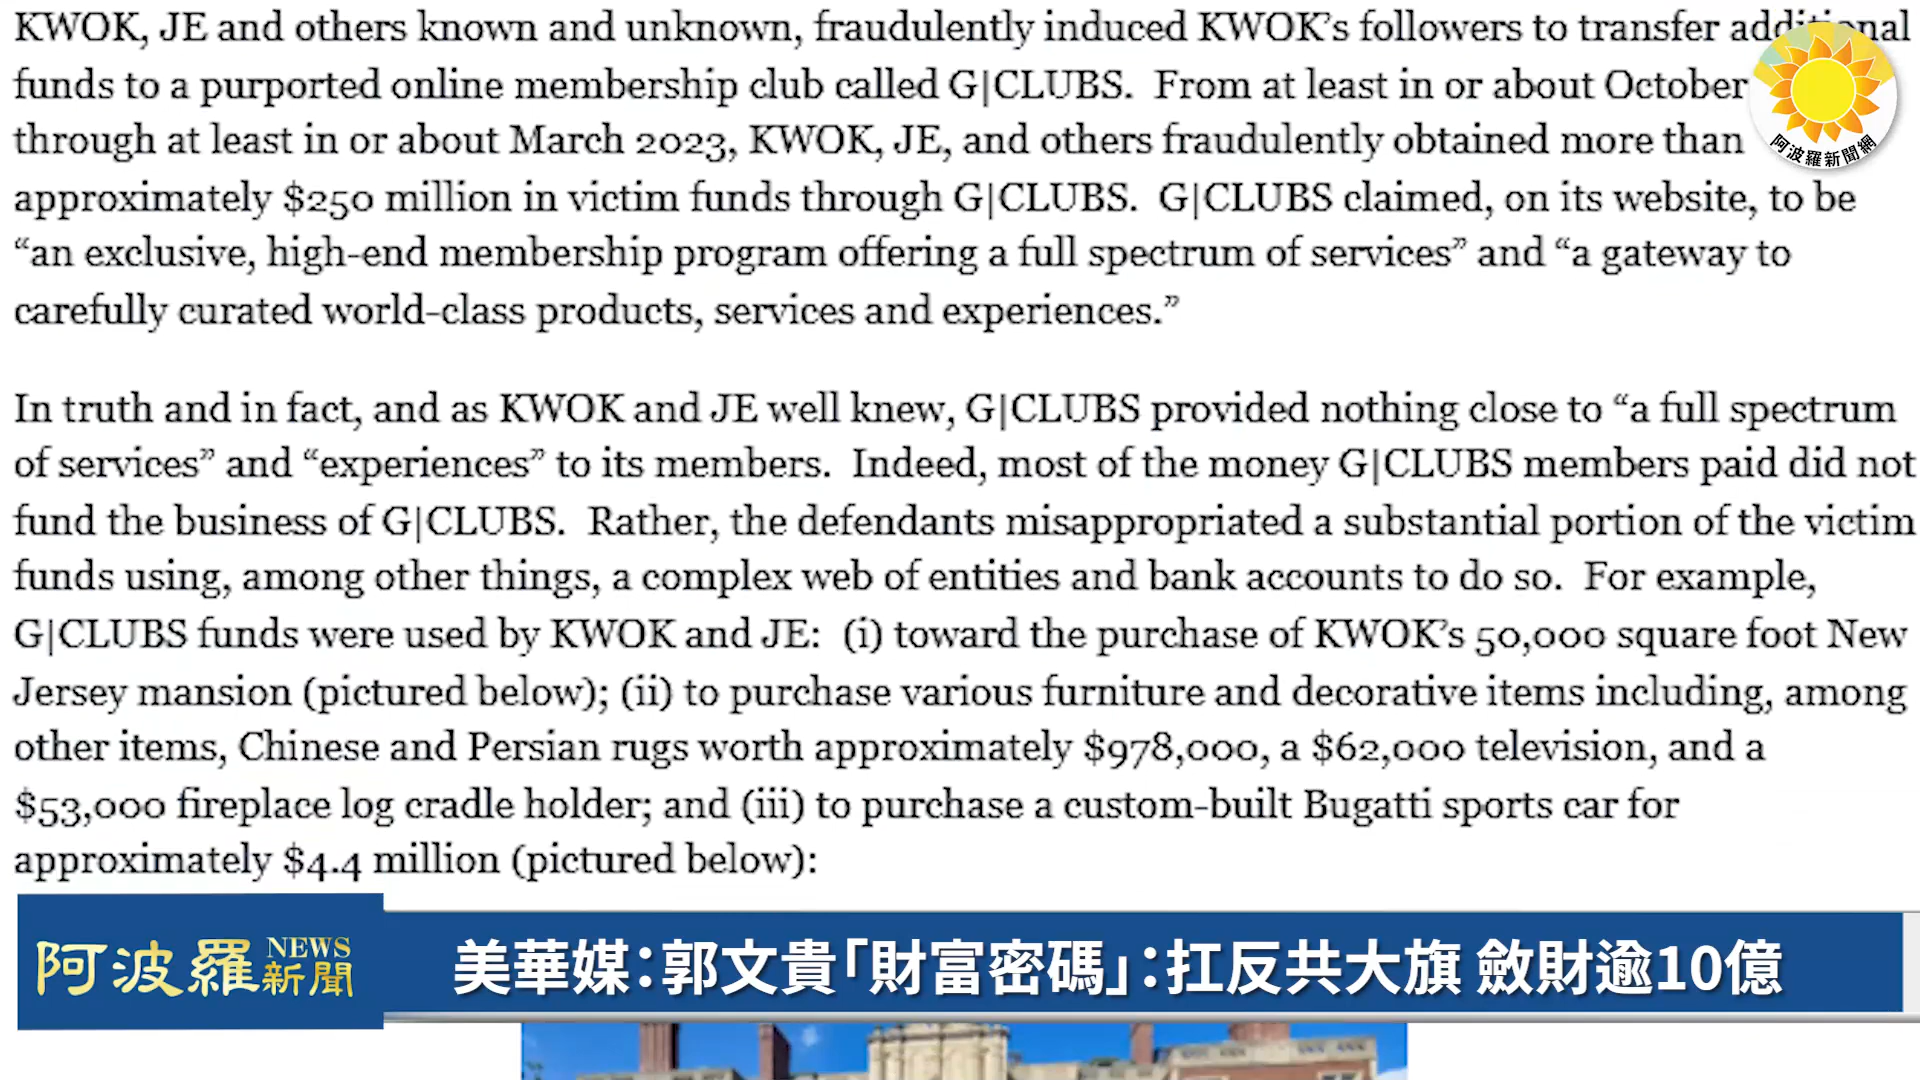 KWOK, JE and others known and unknown, fraudulently induced KWOK’s followers to transfer additional
funds to a purported online membership club called G|CLUBS.  From at least in or about October
through at least in or about March 2023, KWOK, JE, and others fraudulently obtained more than
approximately $250 million in victim funds through G|CLUBS.  G|CLUBS claimed, on its website, to be
“an exclusive, high-end membership program offering a full spectrum of services” and “a gateway to
carefully curated world-class products, services and experiences.”
In truth and in fact, and as KWOK and JE well knew, G|CLUBS provided nothing close to “a full spectrum
of services” and “experiences” to its members.  Indeed, most of the money G|CLUBS members paid did not
fund the business of G|CLUBS.  Rather, the defendants misappropriated a substantial portion of the victim
funds using, among other things, a complex web of entities and bank accounts to do so.  For example,
G|CLUBS funds were used by KWOK and JE:  (i) toward the purchase of KWOK’s 50,000 square foot New
Jersey mansion (pictured below); (ii) to purchase various furniture and decorative items including, among
other items, Chinese and Persian rugs worth approximately $978,000, a $62,000 television, and a
$53,000 fireplace log cradle holder; and (iii) to purchase a custom-built Bugatti sports car for
approximately $4.4 million (pictured below):
阿波羅新聞網
阿波羅 NEWS 新聞
美華媒：郭文貴「財富密碼」：扛反共大旗 斂財逾10億